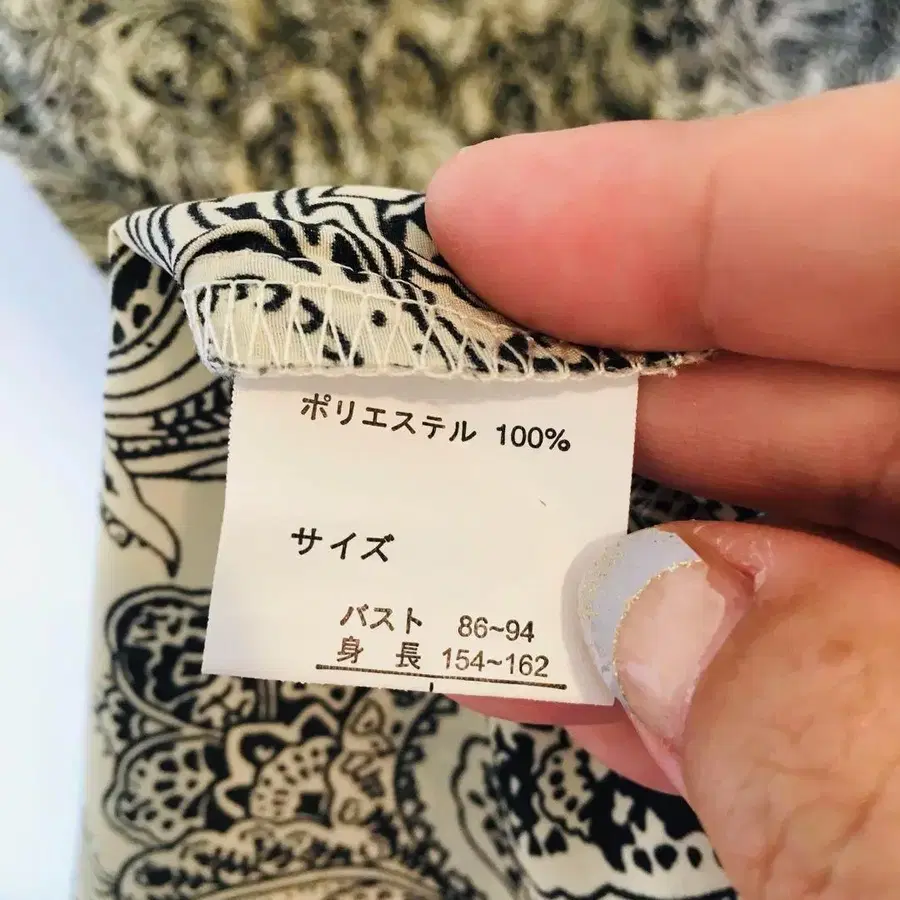 ポリエステル 100%
サイズ
バスト 86~94
身 長 154~162